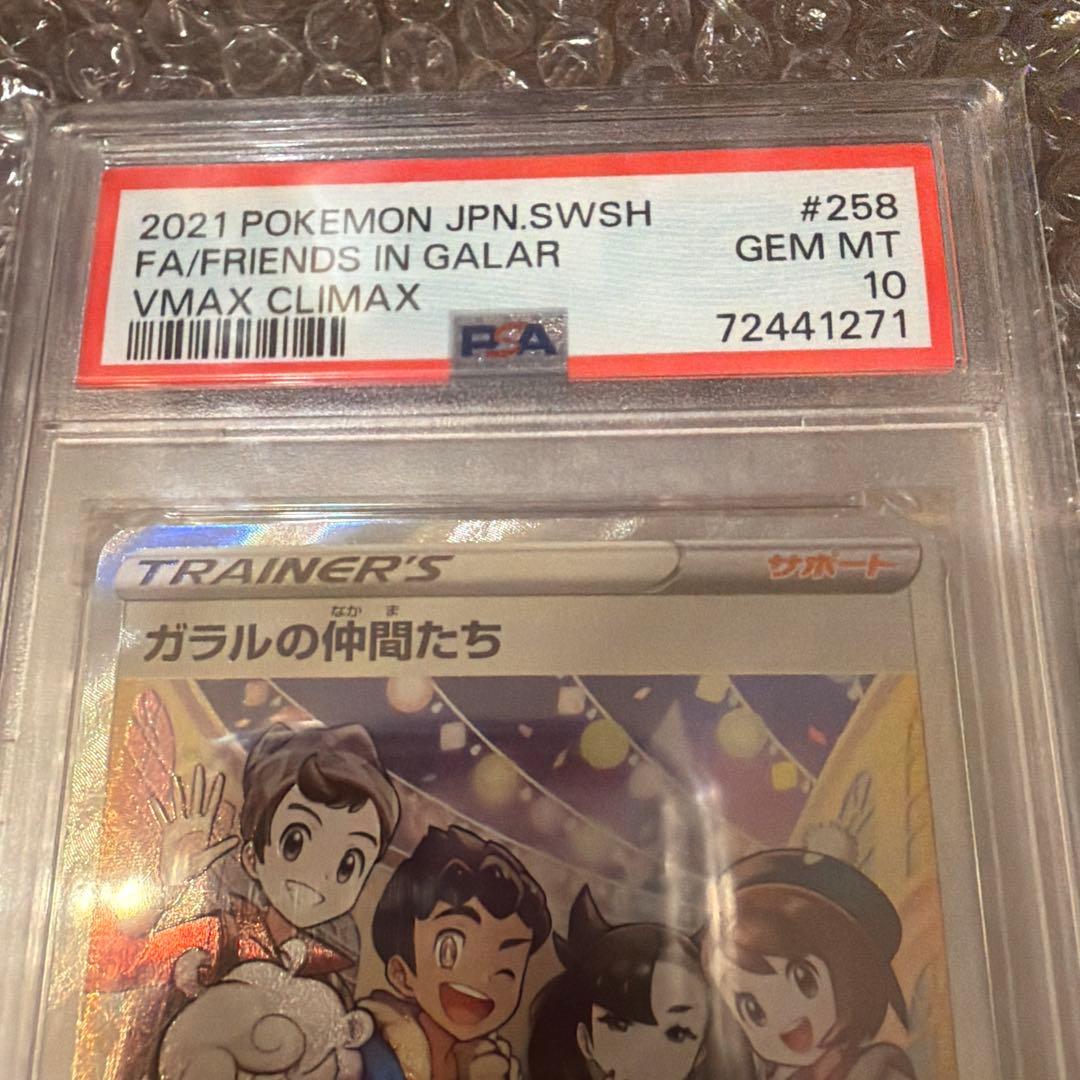 2021 POKEMON JPN.SWSH #258
FA/FRIENDS IN GALAR GEM MT
VMAX CLIMAX 10
PSA 72441271
TRAINER'S サポート
なかま
ガラルの仲間たち